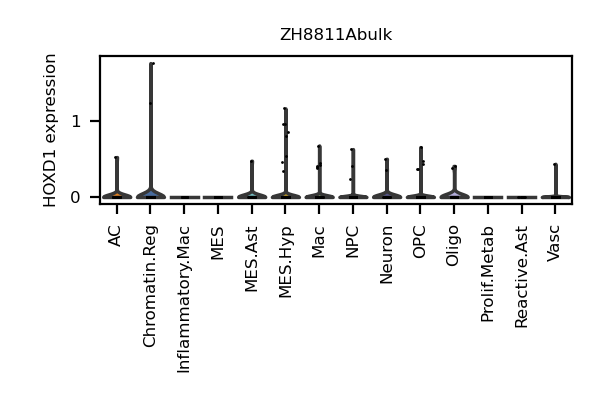 ZH8811Abulk
HOXD1 expression
1
0
AC
Chromatin.Reg
Inflammatory.Mac
MES
MES.Ast
MES.Hyp
Mac
NPC
Neuron
OPC
Oligo
Prolif.Metab
Reactive.Ast
Vasc